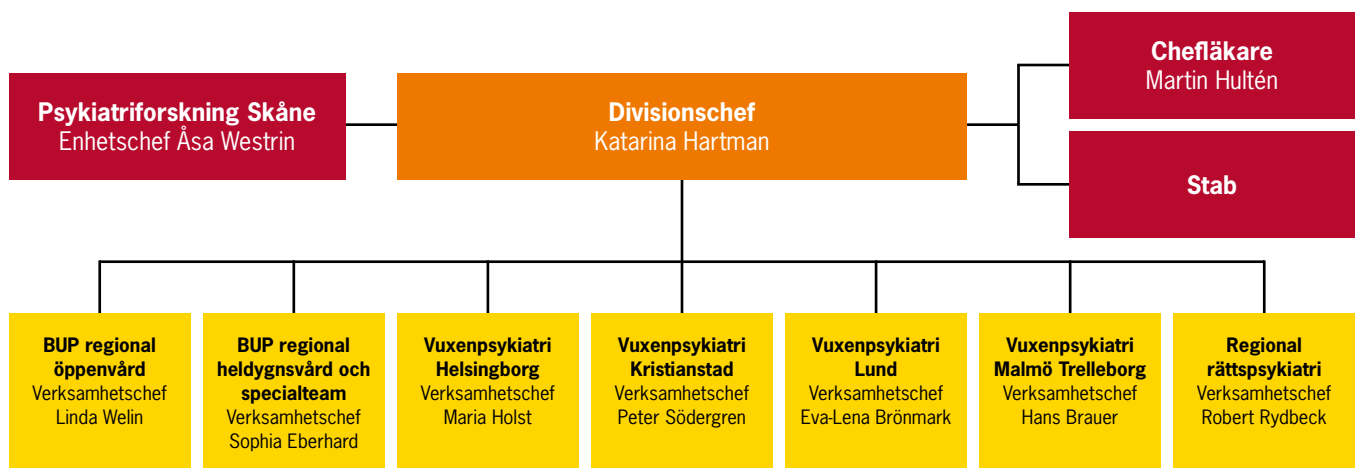 Chefläkare
Martin Hultén
Psykiatriforskning Skåne
Enhetschef Åsa Westrin
Divisionschef
Katarina Hartman
Stab
BUP regional
öppenvård
Verksamhetschef
Linda Welin
BUP regional
heldygnsvård och
specialteam
Verksamhetschef
Sophia Eberhard
Vuxenpsykiatri
Helsingborg
Verksamhetschef
Maria Holst
Vuxenpsykiatri
Kristianstad
Verksamhetschef
Peter Södergren
Vuxenpsykiatri
Lund
Verksamhetschef
Eva-Lena Brönmark
Vuxenpsykiatri
Malmö Trelleborg
Verksamhetschef
Hans Brauer
Regional
rättspsykiatri
Verksamhetschef
Robert Rydbeck